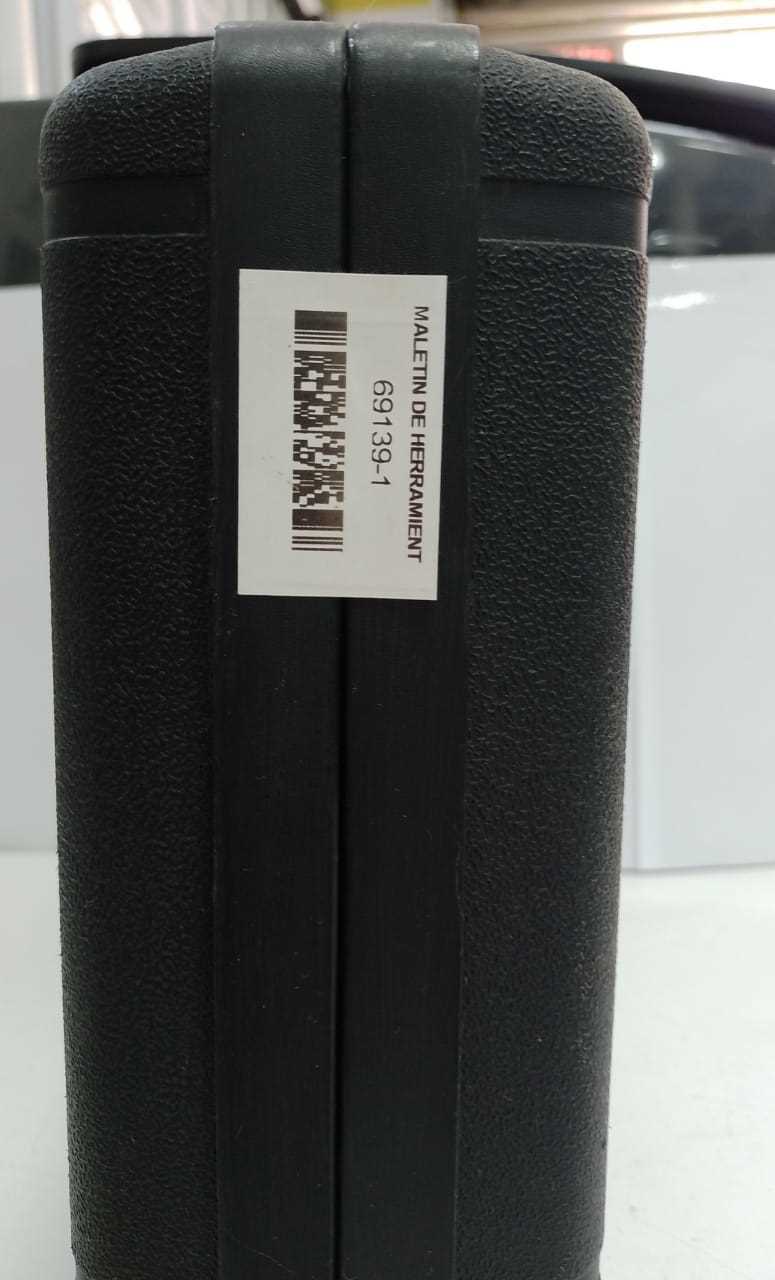 MALETIN DE HERRAMIENT
69139-1